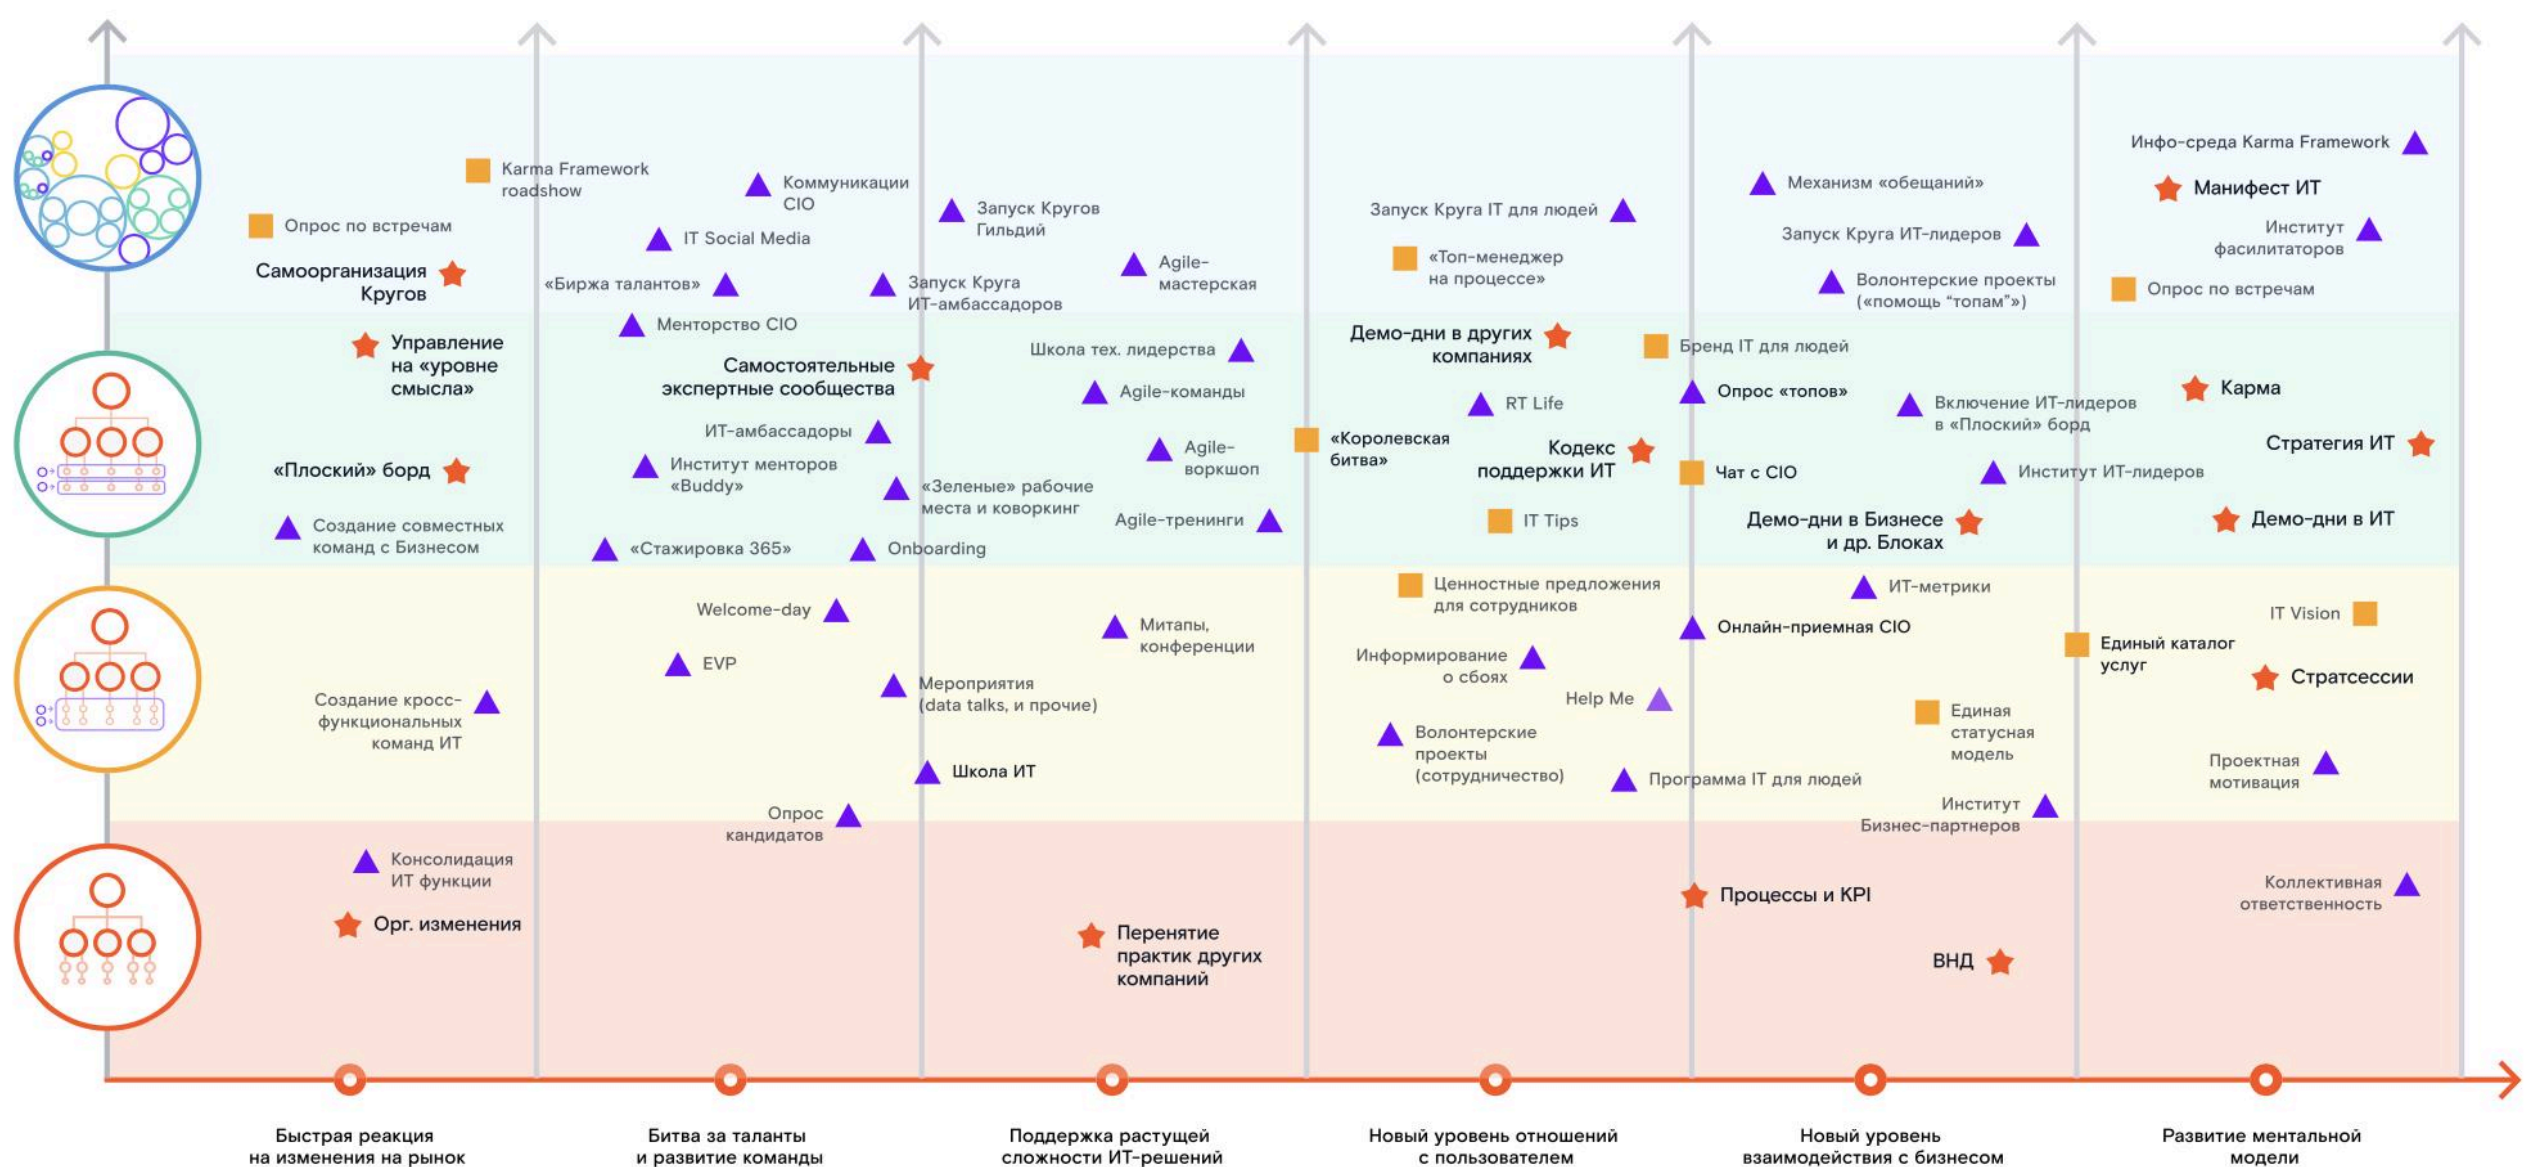 Karma Framework
roadshow
Опрос по встречам
Самоорганизация
Кругов
Управление
на «уровне
смысла»
«Плоский» борд
Создание совместных
команд с Бизнесом
Создание кросс-
функциональных
команд ИТ
Консолидация
ИТ функции
Орг. изменения
Коммуникации
CIO
IT Social Media
«Биржа талантов»
Запуск Круга
ИТ-амбассадоров
Менторство CIO
Самостоятельные
экспертные сообщества
ИТ-амбассадоры
Институт менторов
«Buddy»
«Зеленые» рабочие
места и коворкинг
«Стажировка 365»
Onboarding
Welcome-day
EVP
Мероприятия
(data talks, и прочие)
Школа ИТ
Опрос
кандидатов
Запуск Кругов
Гильдий
Agile-
мастерская
Школа тех. лидерства
Agile-команды
Agile-
воркшоп
Agile-тренинги
Митапы,
конференции
Перенятие
практик других
компаний
Запуск Круга IT для людей
«Топ-менеджер
на процессе»
Демо-дни в других
компаниях
Бренд IT для людей
RT Life
«Королевская
битва»
Кодекс
поддержки ИТ
IT Tips
Ценностные предложения
для сотрудников
Информирование
о сбоях
Help Me
Волонтерские
проекты
(сотрудничество)
Программа IT для людей
Механизм «обещаний»
Запуск Круга ИТ-лидеров
Волонтерские проекты
(«помощь “топам”»)
Опрос «топов»
Включение ИТ-лидеров
в «Плоский» борд
Чат с CIO
Институт ИТ-лидеров
Демо-дни в Бизнесе
и др. Блоках
ИТ-метрики
Онлайн-приемная CIO
Единая
статусная
модель
Институт
Бизнес-партнеров
Процессы и KPI
ВНД
Инфо-среда Karma Framework
Манифест ИТ
Институт
фасилитаторов
Опрос по встречам
Карма
Стратегия ИТ
Демо-дни в ИТ
IT Vision
Единый каталог
услуг
Стратсессии
Проектная
мотивация
Коллективная
ответственность
Быстрая реакция
на изменения на рынок
Битва за таланты
и развитие команды
Поддержка растущей
сложности ИТ-решений
Новый уровень отношений
с пользователем
Новый уровень
взаимодействия с бизнесом
Развитие ментальной
модели